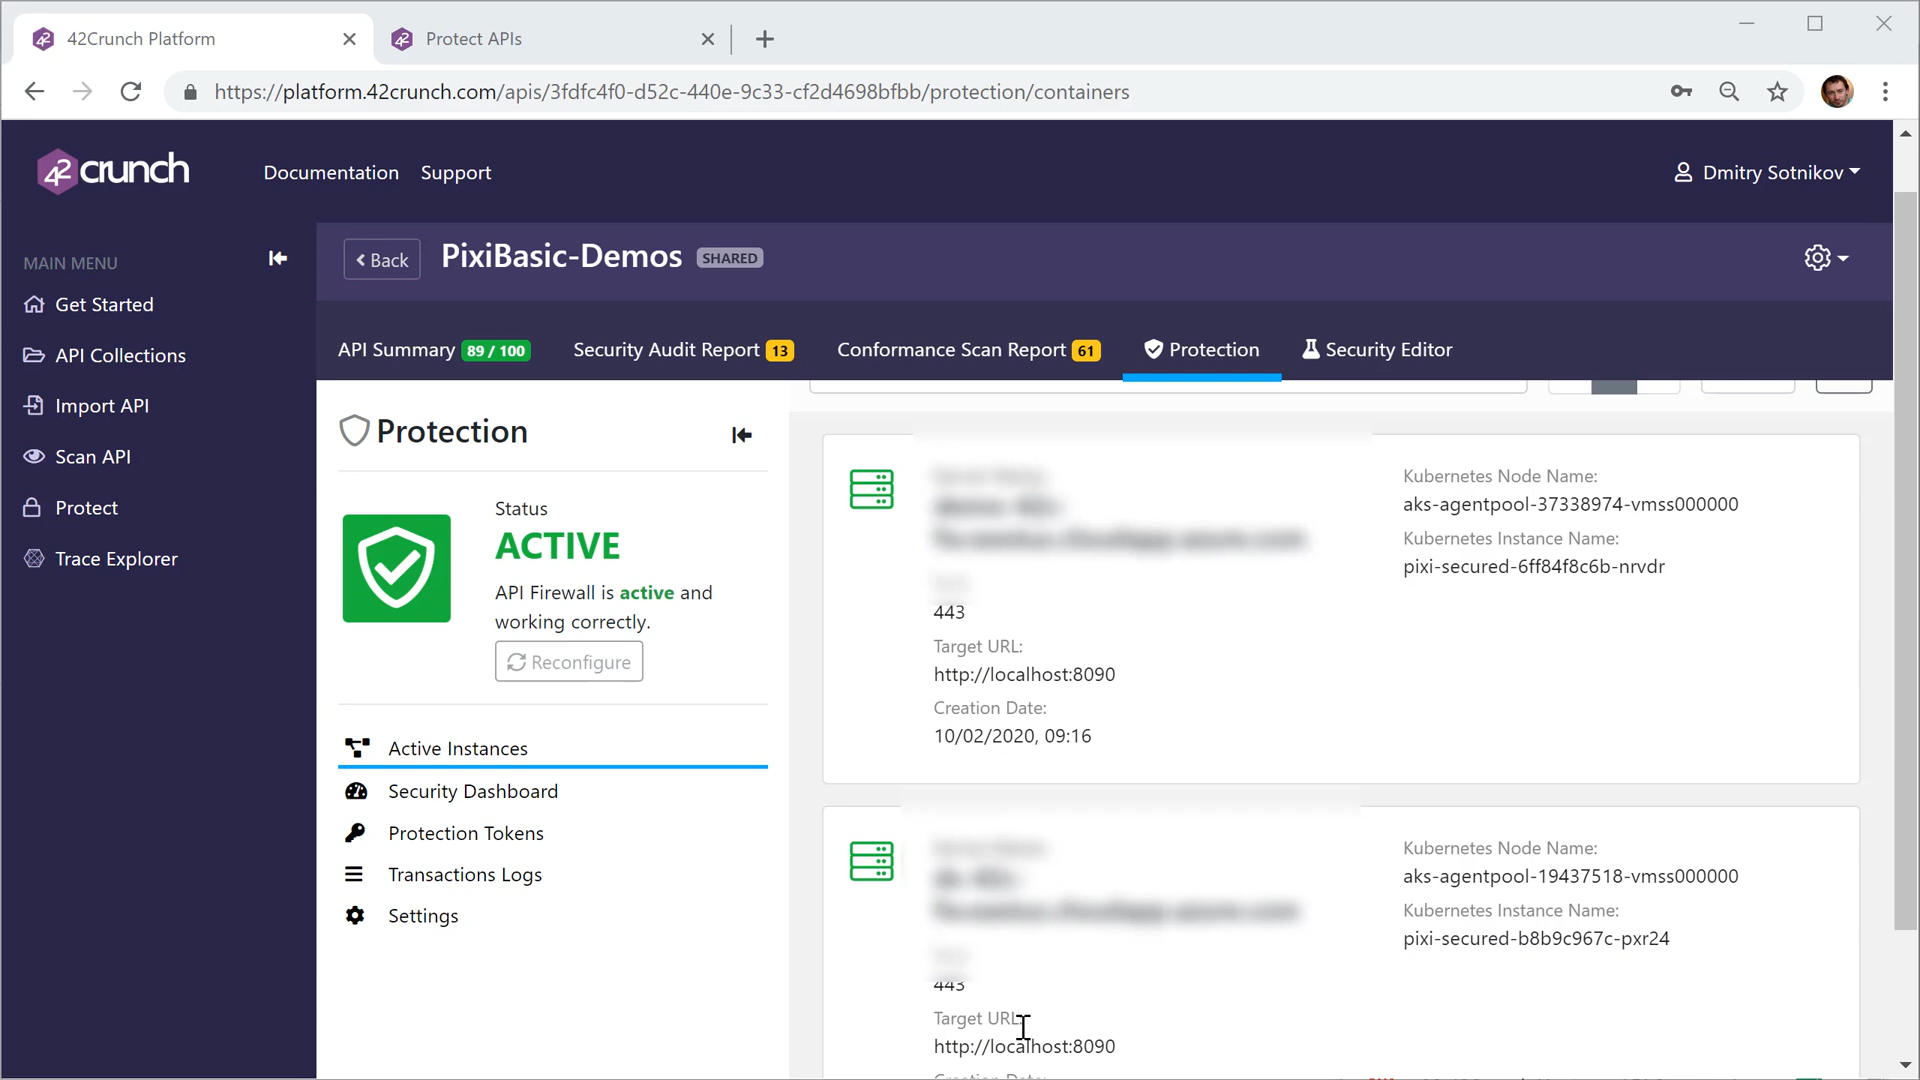 42Crunch Platform
Protect APIs
https://platform.42crunch.com/apis/3fdfc4f0-d52c-440e-9c33-cf2d4698bfbb/protection/containers
42crunch
Documentation
Support
Dmitry Sotnikov
MAIN MENU
Get Started
API Collections
Import API
Scan API
Protect
Trace Explorer
Back
PixiBasic-Demos
SHARED
API Summary 89 / 100
Security Audit Report 13
Conformance Scan Report 61
Protection
Security Editor
Protection
Status
ACTIVE
API Firewall is active and
working correctly.
Reconfigure
Active Instances
Security Dashboard
Protection Tokens
Transactions Logs
Settings
443
Target URL:
http://localhost:8090
Creation Date:
10/02/2020, 09:16
Kubernetes Node Name:
aks-agentpool-37338974-vmss000000
Kubernetes Instance Name:
pixi-secured-6ff84f8c6b-nrvdr
443
Target URL:
http://localhost:8090
Creation Date:
Kubernetes Node Name:
aks-agentpool-19437518-vmss000000
Kubernetes Instance Name:
pixi-secured-b8b9c967c-pxr24